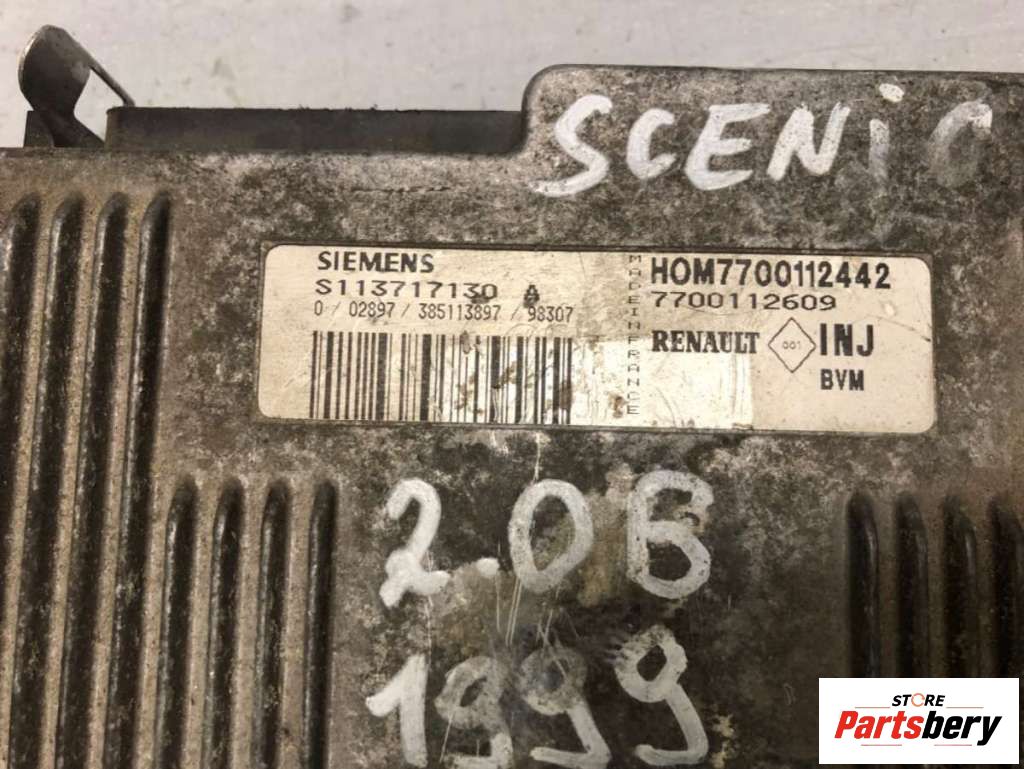 SCENiC
SIEMENS
S113717130 A
0 / 02897 / 385113897 / 98307
MADE IN FRANCE
HOM7700112442
7700112609
RENAULT 001 INJ
BVM
2.0B
1999
STORE
Partsbery